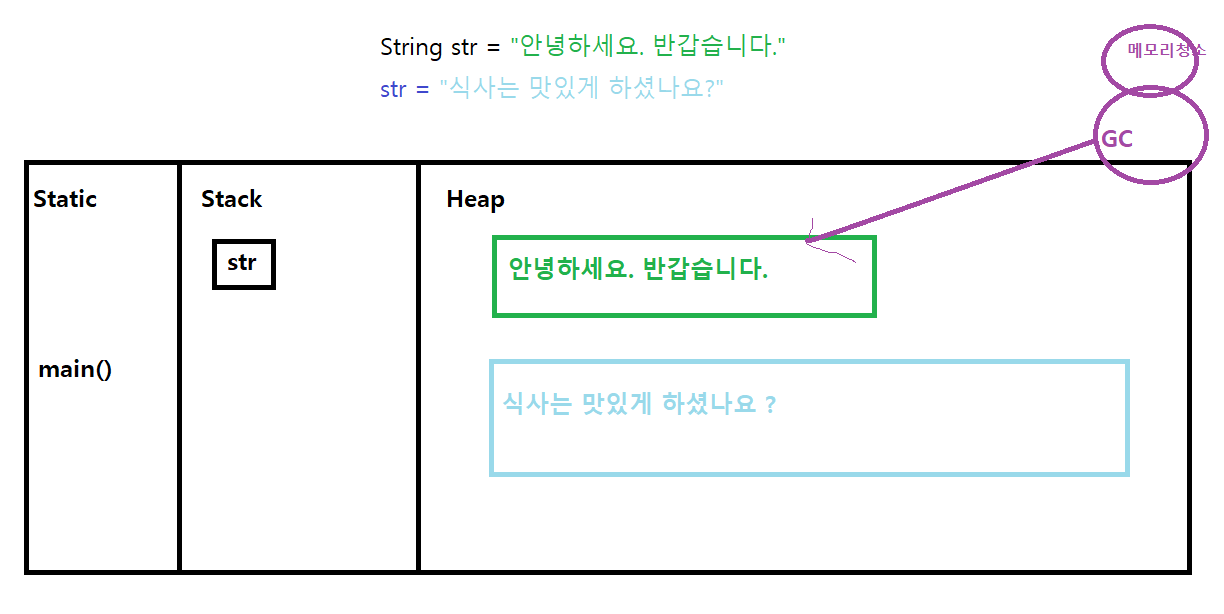 String str = "안녕하세요. 반갑습니다."
str = "식사는 맛있게 하셨나요?"
메모리청소
GC
Static
Stack
Heap
str
안녕하세요. 반갑습니다.
main()
식사는 맛있게 하셨나요 ?